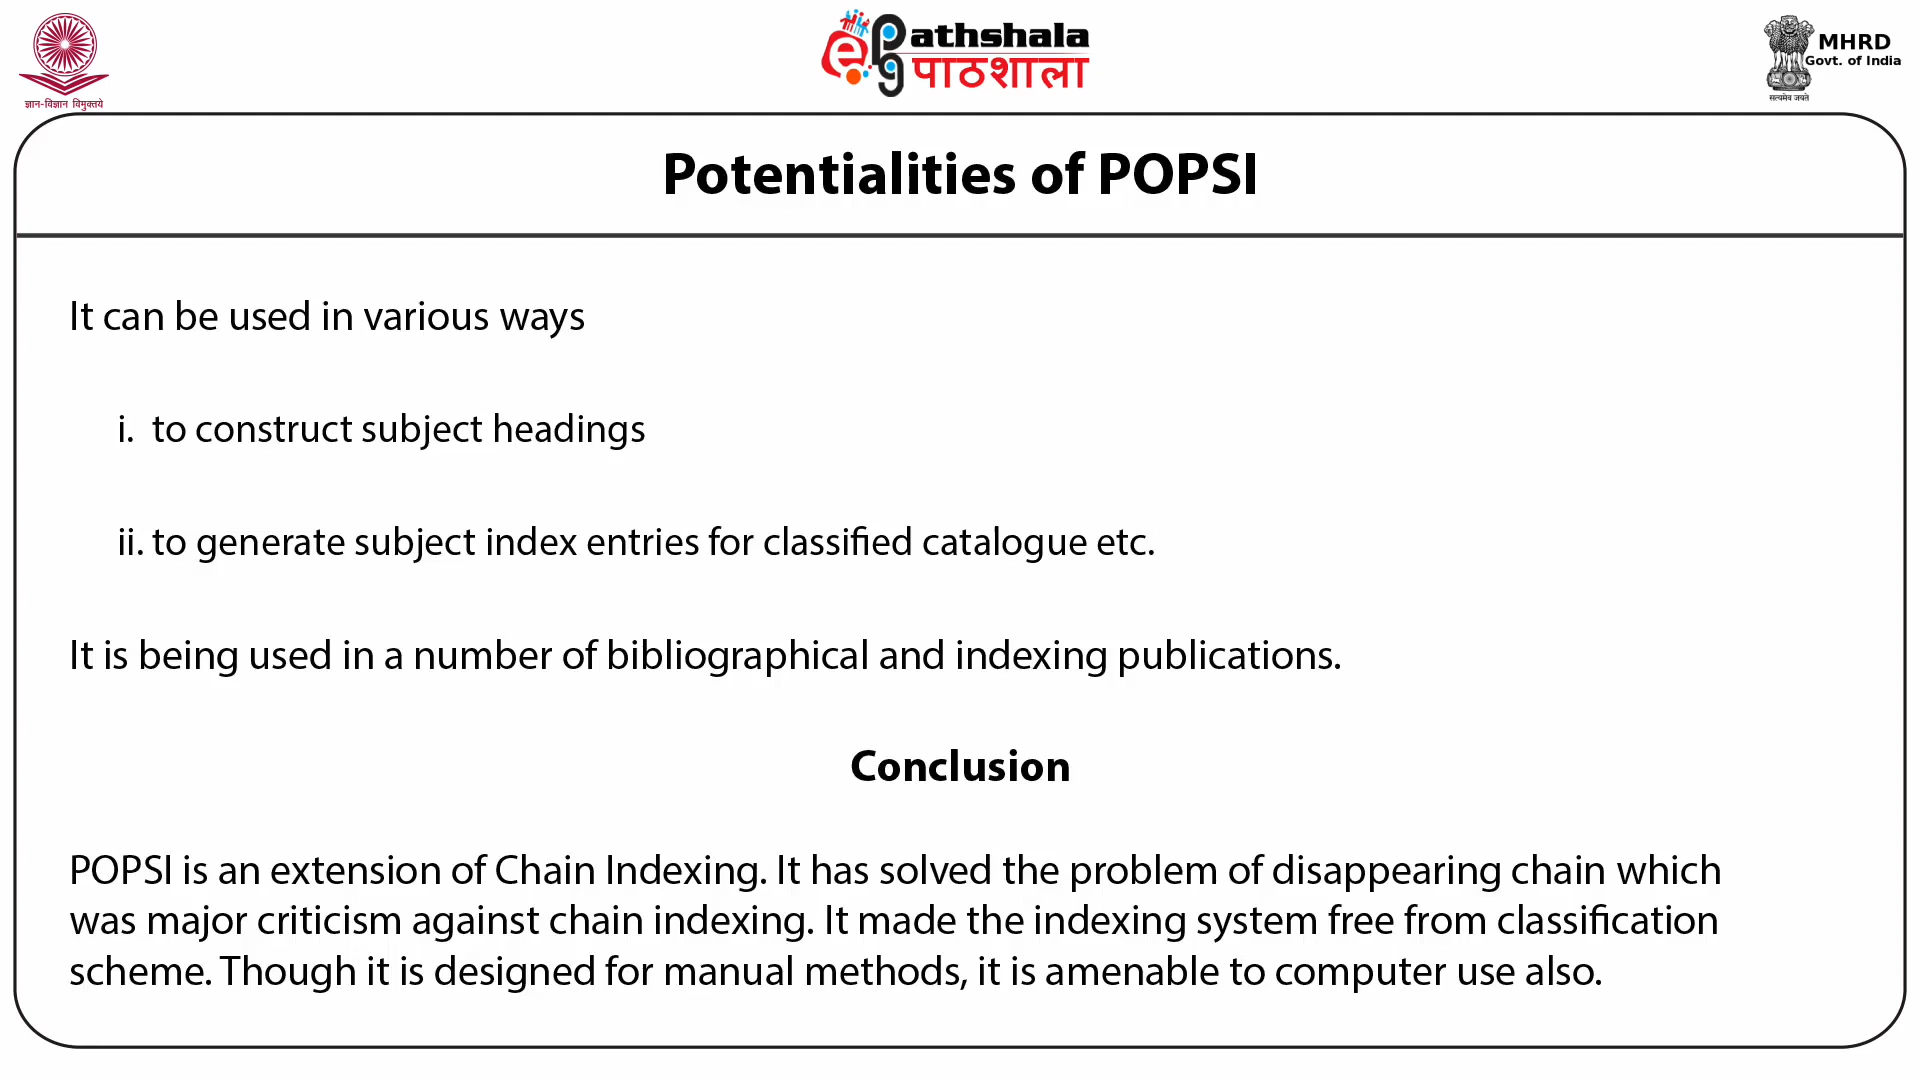 ज्ञान-विज्ञान विमुक्तये
e Pathshala
पाठशाला
MHRD
Govt. of India
सत्यमेव जयते
Potentialities of POPSI
It can be used in various ways
i. to construct subject headings
ii. to generate subject index entries for classified catalogue etc.
It is being used in a number of bibliographical and indexing publications.
Conclusion
POPSI is an extension of Chain Indexing. It has solved the problem of disappearing chain which
was major criticism against chain indexing. It made the indexing system free from classification
scheme. Though it is designed for manual methods, it is amenable to computer use also.